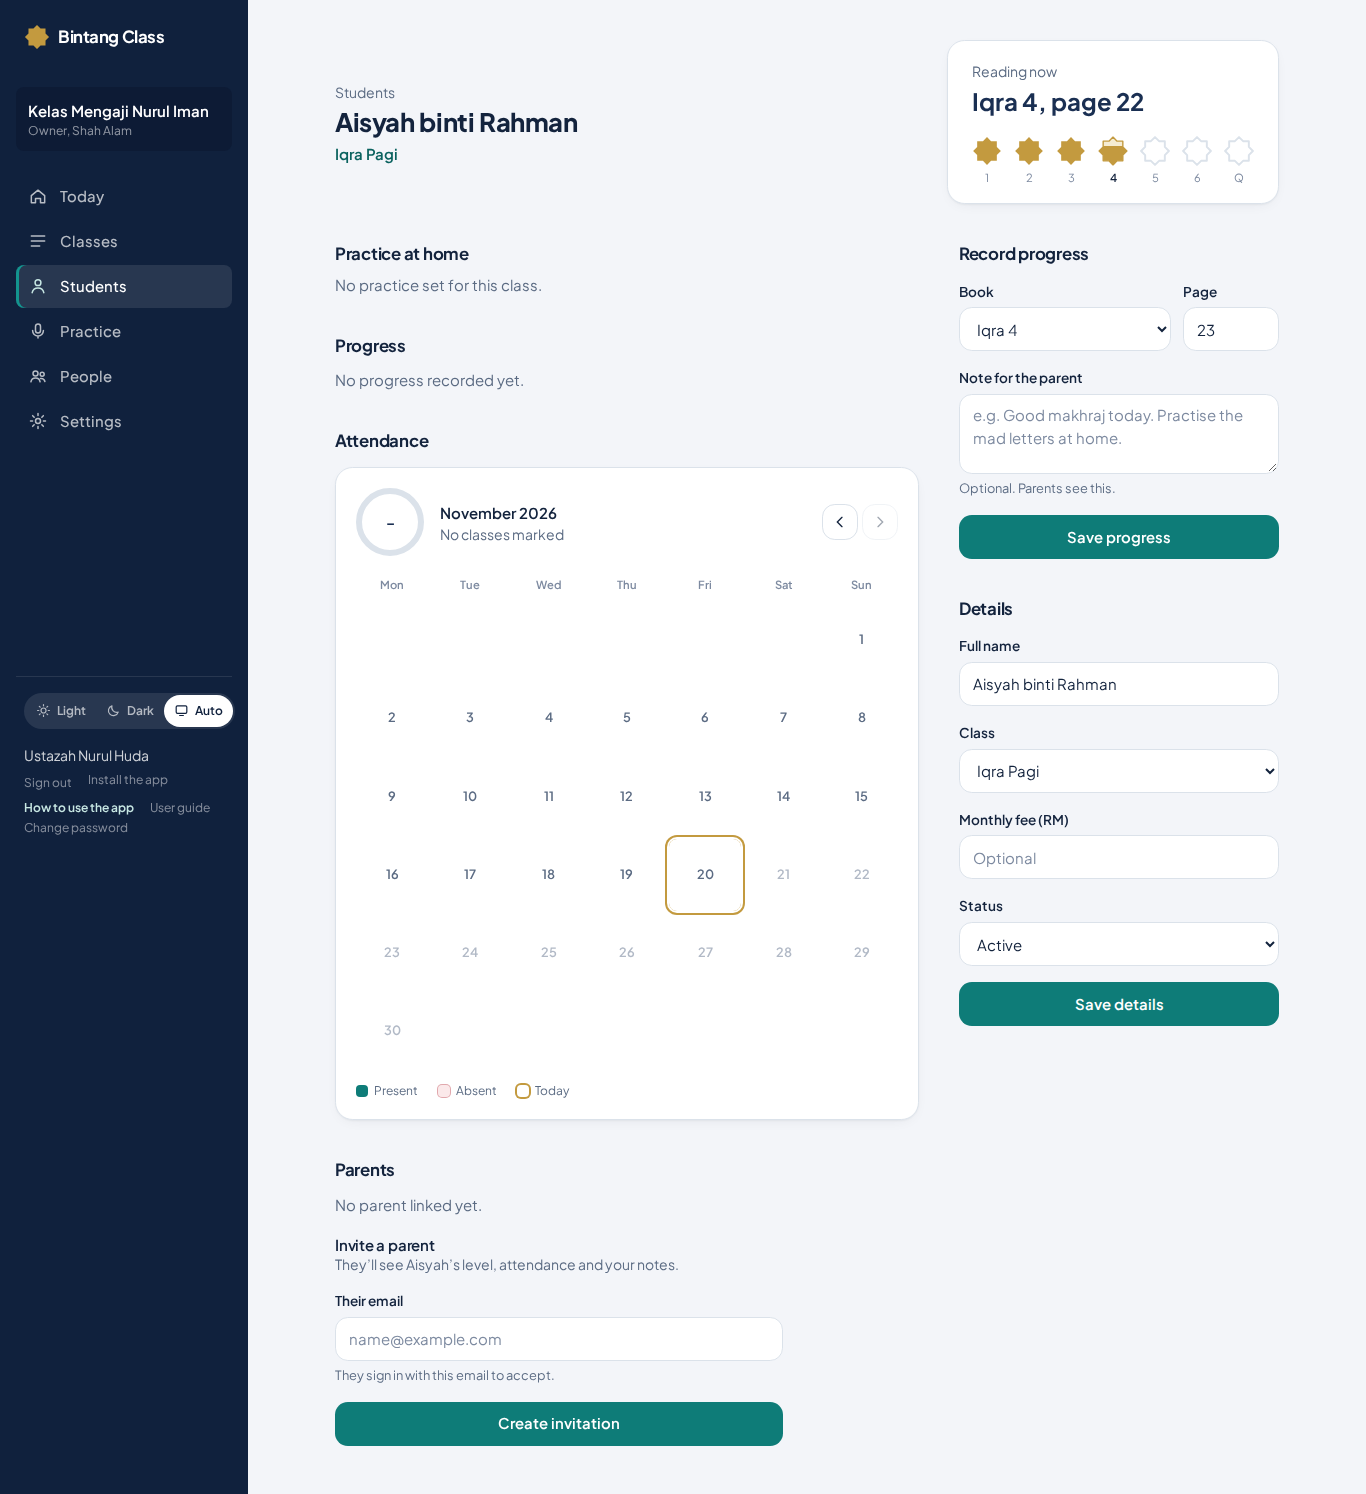 Bintang Class
Kelas Mengaji Nurul Iman
Owner, Shah Alam
Today
Classes
Students
Practice
People
Settings
Light Dark Auto
Ustazah Nurul Huda
Sign out Install the app
How to use the app User guide
Change password
Students
Aisyah binti Rahman
Iqra Pagi
Reading now
Iqra 4, page 22
1 2 3 4 5 6 Q
Practice at home
No practice set for this class.
Progress
No progress recorded yet.
Attendance
-
November 2026
No classes marked
Mon Tue Wed Thu Fri Sat Sun
1
2 3 4 5 6 7 8
9 10 11 12 13 14 15
16 17 18 19 20 21 22
23 24 25 26 27 28 29
30
Present Absent Today
Parents
No parent linked yet.
Invite a parent
They’ll see Aisyah’s level, attendance and your notes.
Their email
name@example.com
They sign in with this email to accept.
Create invitation
Record progress
Book Page
Iqra 4 23
Note for the parent
e.g. Good makhraj today. Practise the
mad letters at home.
Optional. Parents see this.
Save progress
Details
Full name
Aisyah binti Rahman
Class
Iqra Pagi
Monthly fee (RM)
Optional
Status
Active
Save details